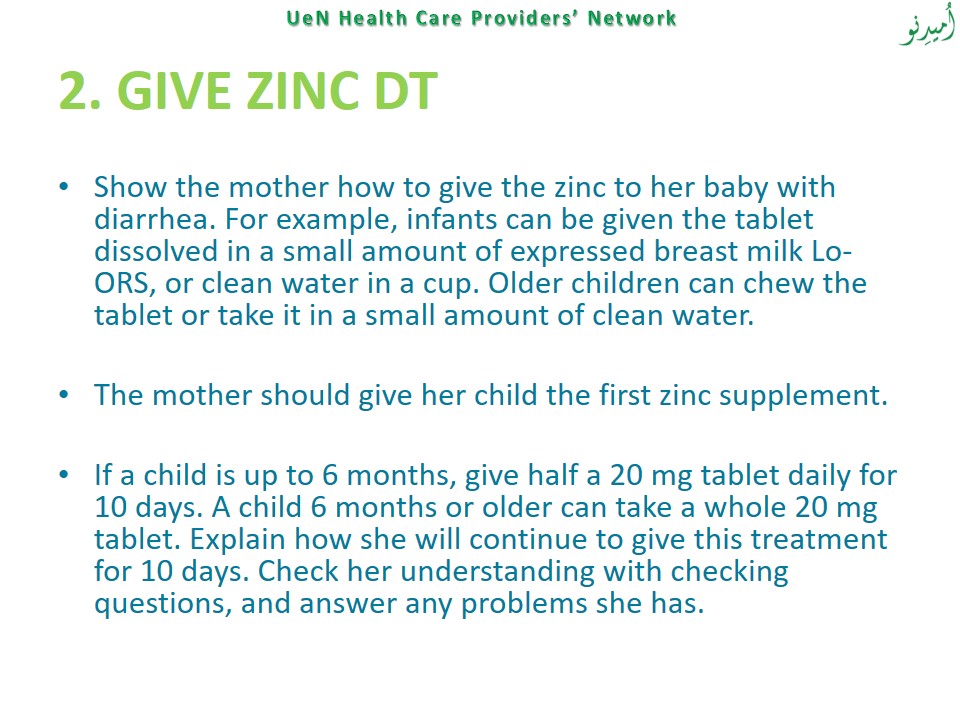 UeN Health Care Providers’ Network
اُمیدِنو
2. GIVE ZINC DT
• Show the mother how to give the zinc to her baby with
diarrhea. For example, infants can be given the tablet
dissolved in a small amount of expressed breast milk Lo-
ORS, or clean water in a cup. Older children can chew the
tablet or take it in a small amount of clean water.
• The mother should give her child the first zinc supplement.
• If a child is up to 6 months, give half a 20 mg tablet daily for
10 days. A child 6 months or older can take a whole 20 mg
tablet. Explain how she will continue to give this treatment
for 10 days. Check her understanding with checking
questions, and answer any problems she has.